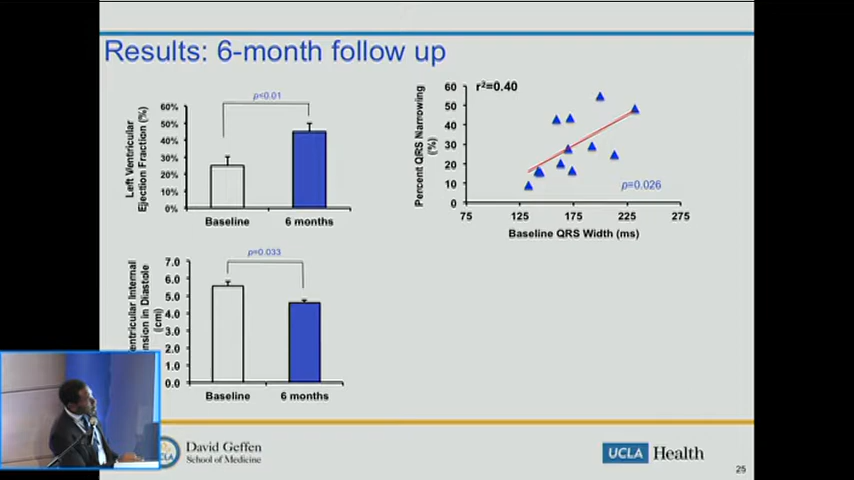 Results: 6-month follow up
Left Ventricular
Ejection Fraction (%)
60%
50%
40%
30%
20%
10%
0%
p<0.01
Baseline
6 months
Percent QRS Narrowing
(%)
60
50
40
30
20
10
0
r²=0.40
p=0.026
75
125
175
225
275
Baseline QRS Width (ms)
entricular Internal
nsion in Diastole
(cm)
7.0
6.0
5.0
4.0
3.0
2.0
1.0
0.0
p=0.033
Baseline
6 months
UCLA
David Geffen
School of Medicine
UCLA Health
25